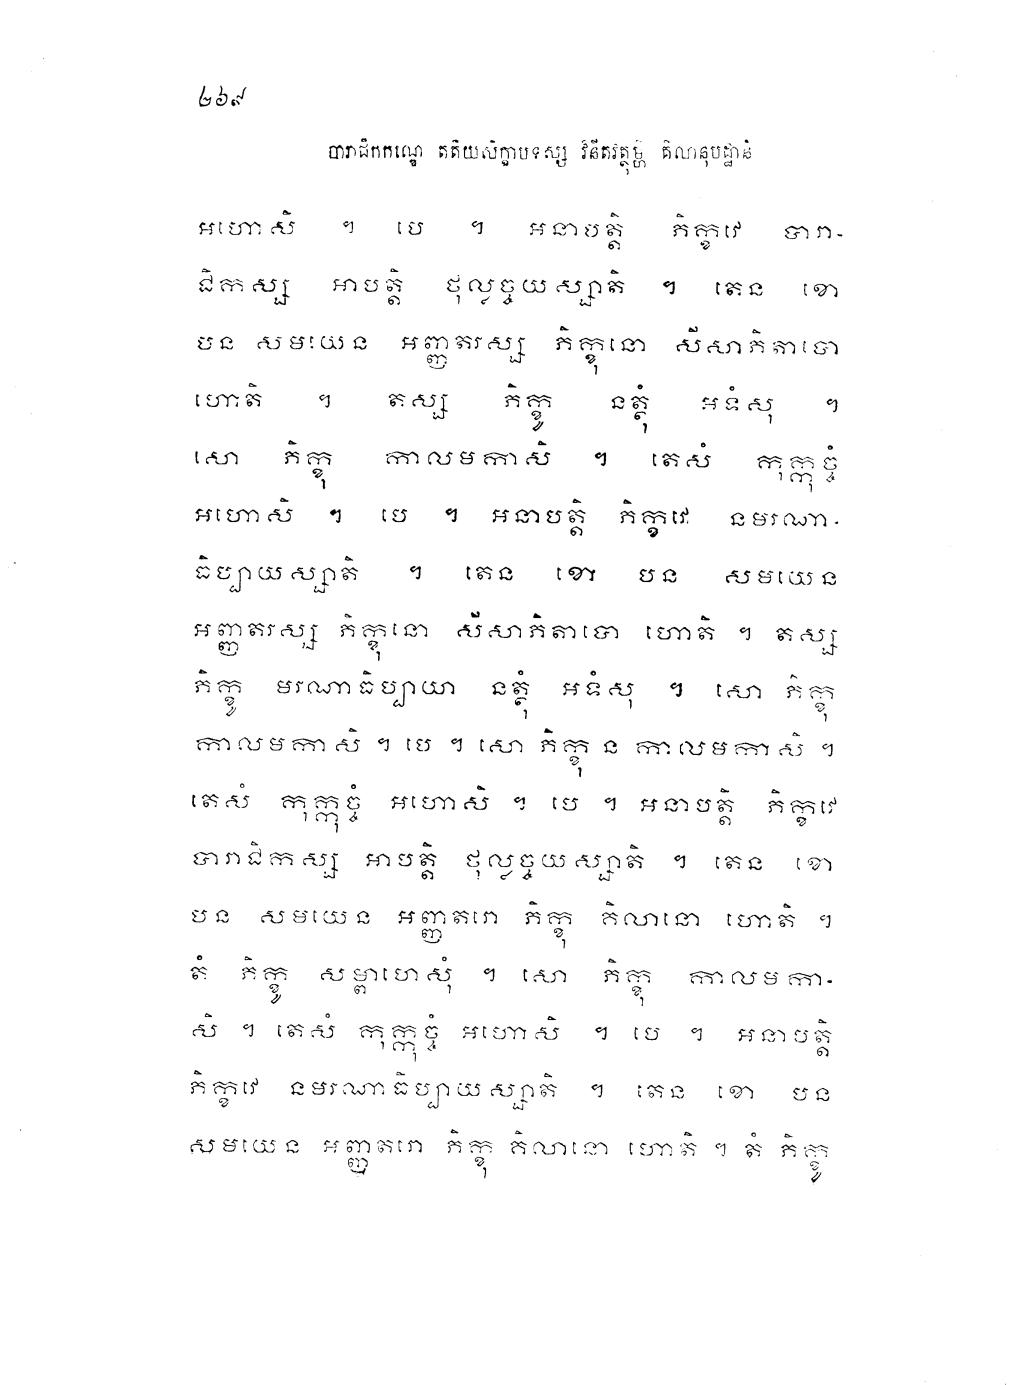 ២៦៩
បារាជិកកណ្ឌេ តតិយសិក្ខាបទស្ស វិនីតវត្ថុម្ហិ គិលានុបដ្ឋានំ
អហោសិ ។ បេ ។ អនាបត្តិ ភិក្ខវេ បារា-
ជិកស្ស អាបត្តិ ថុល្លច្ចយស្សាតិ ។ តេន ខោ
បន សមយេន អញ្ញតរស្ស ភិក្ខុនោ សីសាភិតាបោ
ហោតិ ។ តស្ស ភិក្ខូ នត្ថុំ អទំសុ ។
សោ ភិក្ខុ កាលមកាសិ ។ តេសំ កុក្កុច្ចំ
អហោសិ ។ បេ ។ អនាបត្តិ ភិក្ខវេ នមរណា-
ធិប្បាយស្សាតិ ។ តេន ខោ បន សមយេន
អញ្ញតរស្ស ភិក្ខុនោ សីសាភិតាបោ ហោតិ ។ តស្ស
ភិក្ខូ មរណាធិប្បាយា នត្ថុំ អទំសុ ។ សោ ភិក្ខុ
កាលមកាសិ ។ បេ ។ សោ ភិក្ខុ ន កាលមកាសិ ។
តេសំ កុក្កុច្ចំ អហោសិ ។ បេ ។ អនាបត្តិ ភិក្ខវេ
បារាជិកស្ស អាបត្តិ ថុល្លច្ចយស្សាតិ ។ តេន ខោ
បន សមយេន អញ្ញតរោ ភិក្ខុ គិលានោ ហោតិ ។
តំ ភិក្ខូ សម្ពាហេសុំ ។ សោ ភិក្ខុ កាលមកា-
សិ ។ តេសំ កុក្កុច្ចំ អហោសិ ។ បេ ។ អនាបត្តិ
ភិក្ខវេ នមរណាធិប្បាយស្សាតិ ។ តេន ខោ បន
សមយេន អញ្ញតរោ ភិក្ខុ គិលានោ ហោតិ ។ តំ ភិក្ខូ